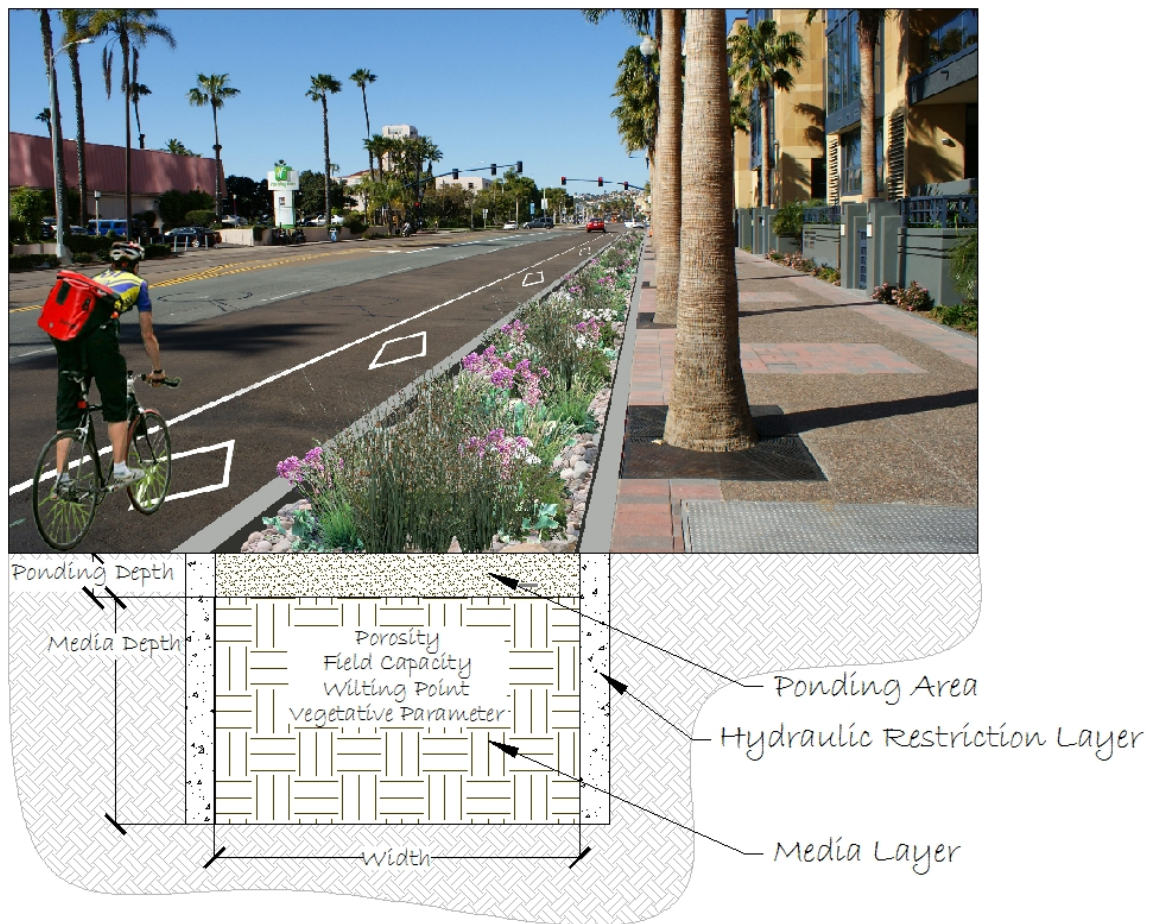 Ponding Depth
Media Depth
Porosity
Field Capacity
Wilting Point
Vegetative Parameter
Ponding Area
Hydraulic Restriction Layer
Media Layer
Width